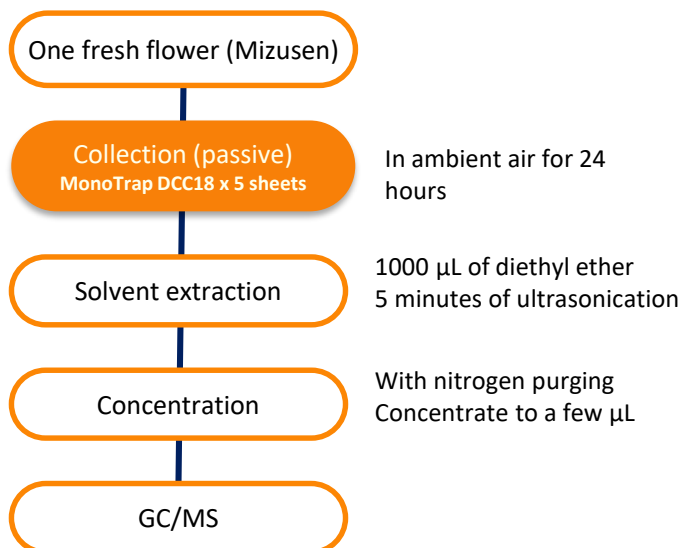 One fresh flower (Mizusen)
Collection (passive)
MonoTrap DCC18 x 5 sheets
In ambient air for 24
hours
Solvent extraction
1000 µL of diethyl ether
5 minutes of ultrasonication
Concentration
With nitrogen purging
Concentrate to a few µL
GC/MS